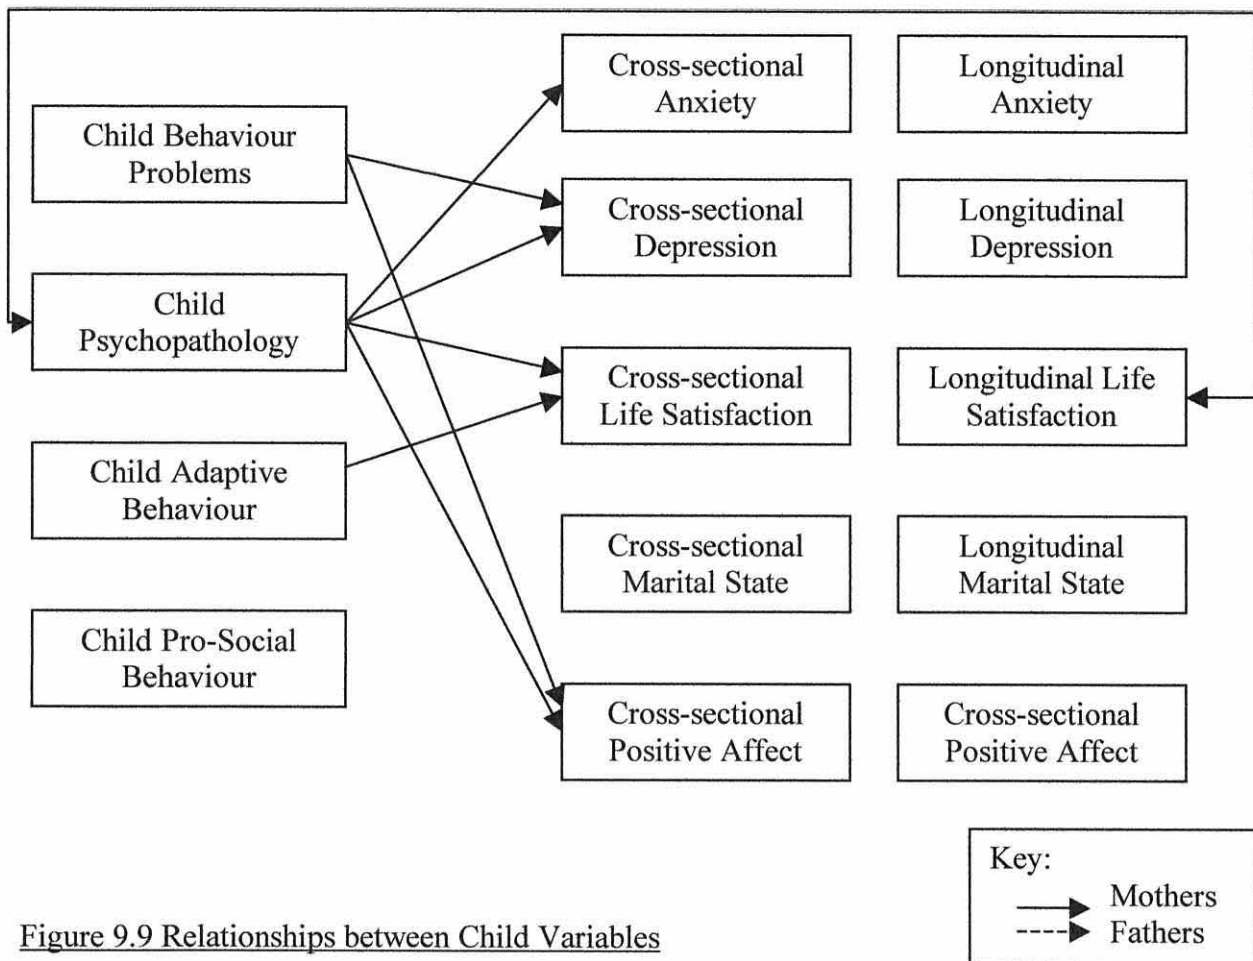 Cross-sectional
Anxiety
Longitudinal
Anxiety
Child Behaviour
Problems
Cross-sectional
Depression
Longitudinal
Depression
Child
Psychopathology
Cross-sectional
Life Satisfaction
Longitudinal Life
Satisfaction
Child Adaptive
Behaviour
Cross-sectional
Marital State
Longitudinal
Marital State
Child Pro-Social
Behaviour
Cross-sectional
Positive Affect
Cross-sectional
Positive Affect
Key:
Mothers
Fathers
Figure 9.9 Relationships between Child Variables